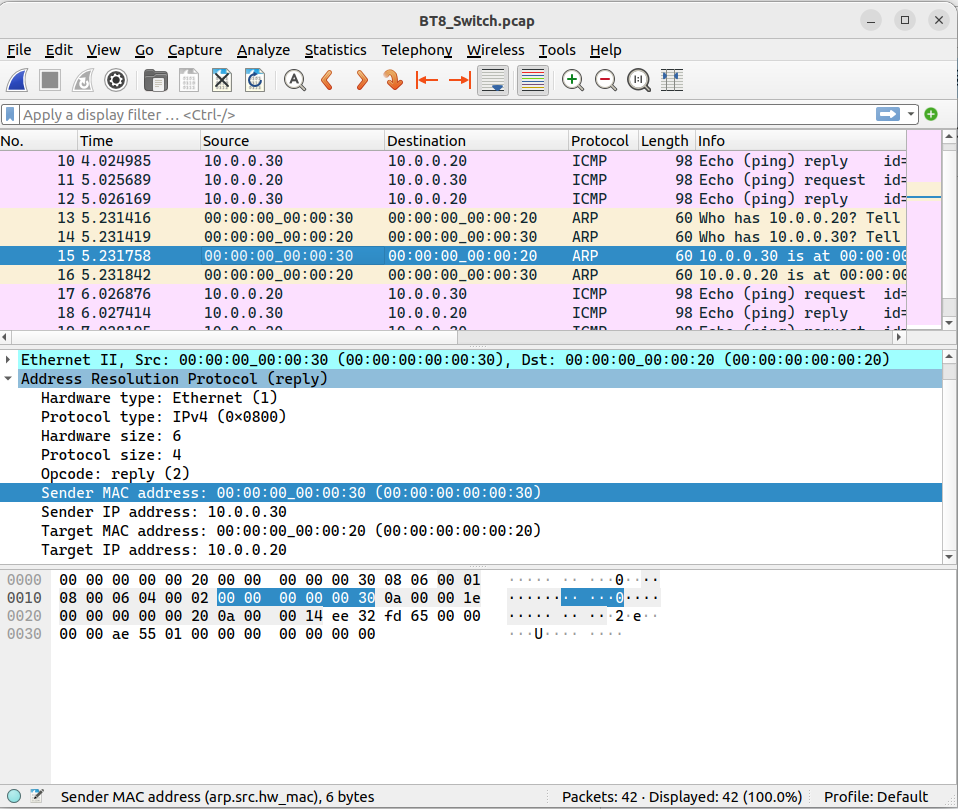 BT8_Switch.pcap
File Edit View Go Capture Analyze Statistics Telephony Wireless Tools Help
Apply a display filter … <Ctrl-/>
No. Time Source Destination Protocol Length Info
10 4.024985 10.0.0.30 10.0.0.20 ICMP 98 Echo (ping) reply id=
11 5.025689 10.0.0.20 10.0.0.30 ICMP 98 Echo (ping) request id=
12 5.026169 10.0.0.30 10.0.0.20 ICMP 98 Echo (ping) reply id=
13 5.231416 00:00:00_00:00:30 00:00:00_00:00:20 ARP 60 Who has 10.0.0.20? Tell
14 5.231419 00:00:00_00:00:20 00:00:00_00:00:30 ARP 60 Who has 10.0.0.30? Tell
15 5.231758 00:00:00_00:00:30 00:00:00_00:00:20 ARP 60 10.0.0.30 is at 00:00:00
16 5.231842 00:00:00_00:00:20 00:00:00_00:00:30 ARP 60 10.0.0.20 is at 00:00:00
17 6.026876 10.0.0.20 10.0.0.30 ICMP 98 Echo (ping) request id=
18 6.027414 10.0.0.30 10.0.0.20 ICMP 98 Echo (ping) reply id=
Ethernet II, Src: 00:00:00_00:00:30 (00:00:00:00:00:30), Dst: 00:00:00_00:00:20 (00:00:00:00:00:20)
Address Resolution Protocol (reply)
Hardware type: Ethernet (1)
Protocol type: IPv4 (0x0800)
Hardware size: 6
Protocol size: 4
Opcode: reply (2)
Sender MAC address: 00:00:00_00:00:30 (00:00:00:00:00:30)
Sender IP address: 10.0.0.30
Target MAC address: 00:00:00_00:00:20 (00:00:00:00:00:20)
Target IP address: 10.0.0.20
0000 00 00 00 00 00 20 00 00 00 00 00 30 08 06 00 01 ····· ·· ···0····
0010 08 00 06 04 00 02 00 00 00 00 00 30 0a 00 00 1e ········ ···0····
0020 00 00 00 00 00 20 0a 00 00 14 ee 32 fd 65 00 00 ····· ·· ···2·e··
0030 00 00 ae 55 01 00 00 00 00 00 00 00 ···U···· ····
Sender MAC address (arp.src.hw_mac), 6 bytes Packets: 42 · Displayed: 42 (100.0%) Profile: Default